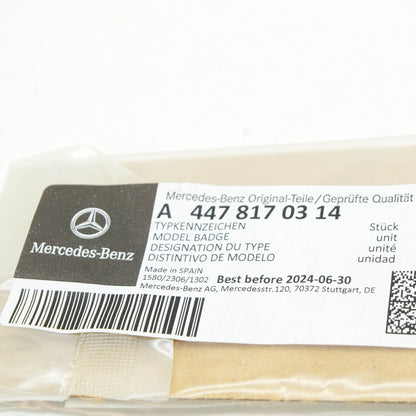 Mercedes-Benz Original-Teile/Geprüfte Qualität
A 447 817 03 14
TYPKENNZEICHEN Stück
MODEL BADGE unit
DESIGNATION DU TYPE unité
DISTINTIVO DE MODELO unidad
Mercedes-Benz
Made in SPAIN
1580/2306/1302 Best before 2024-06-30
Mercedes-Benz AG, Mercedesstr.120, 70372 Stuttgart, DE